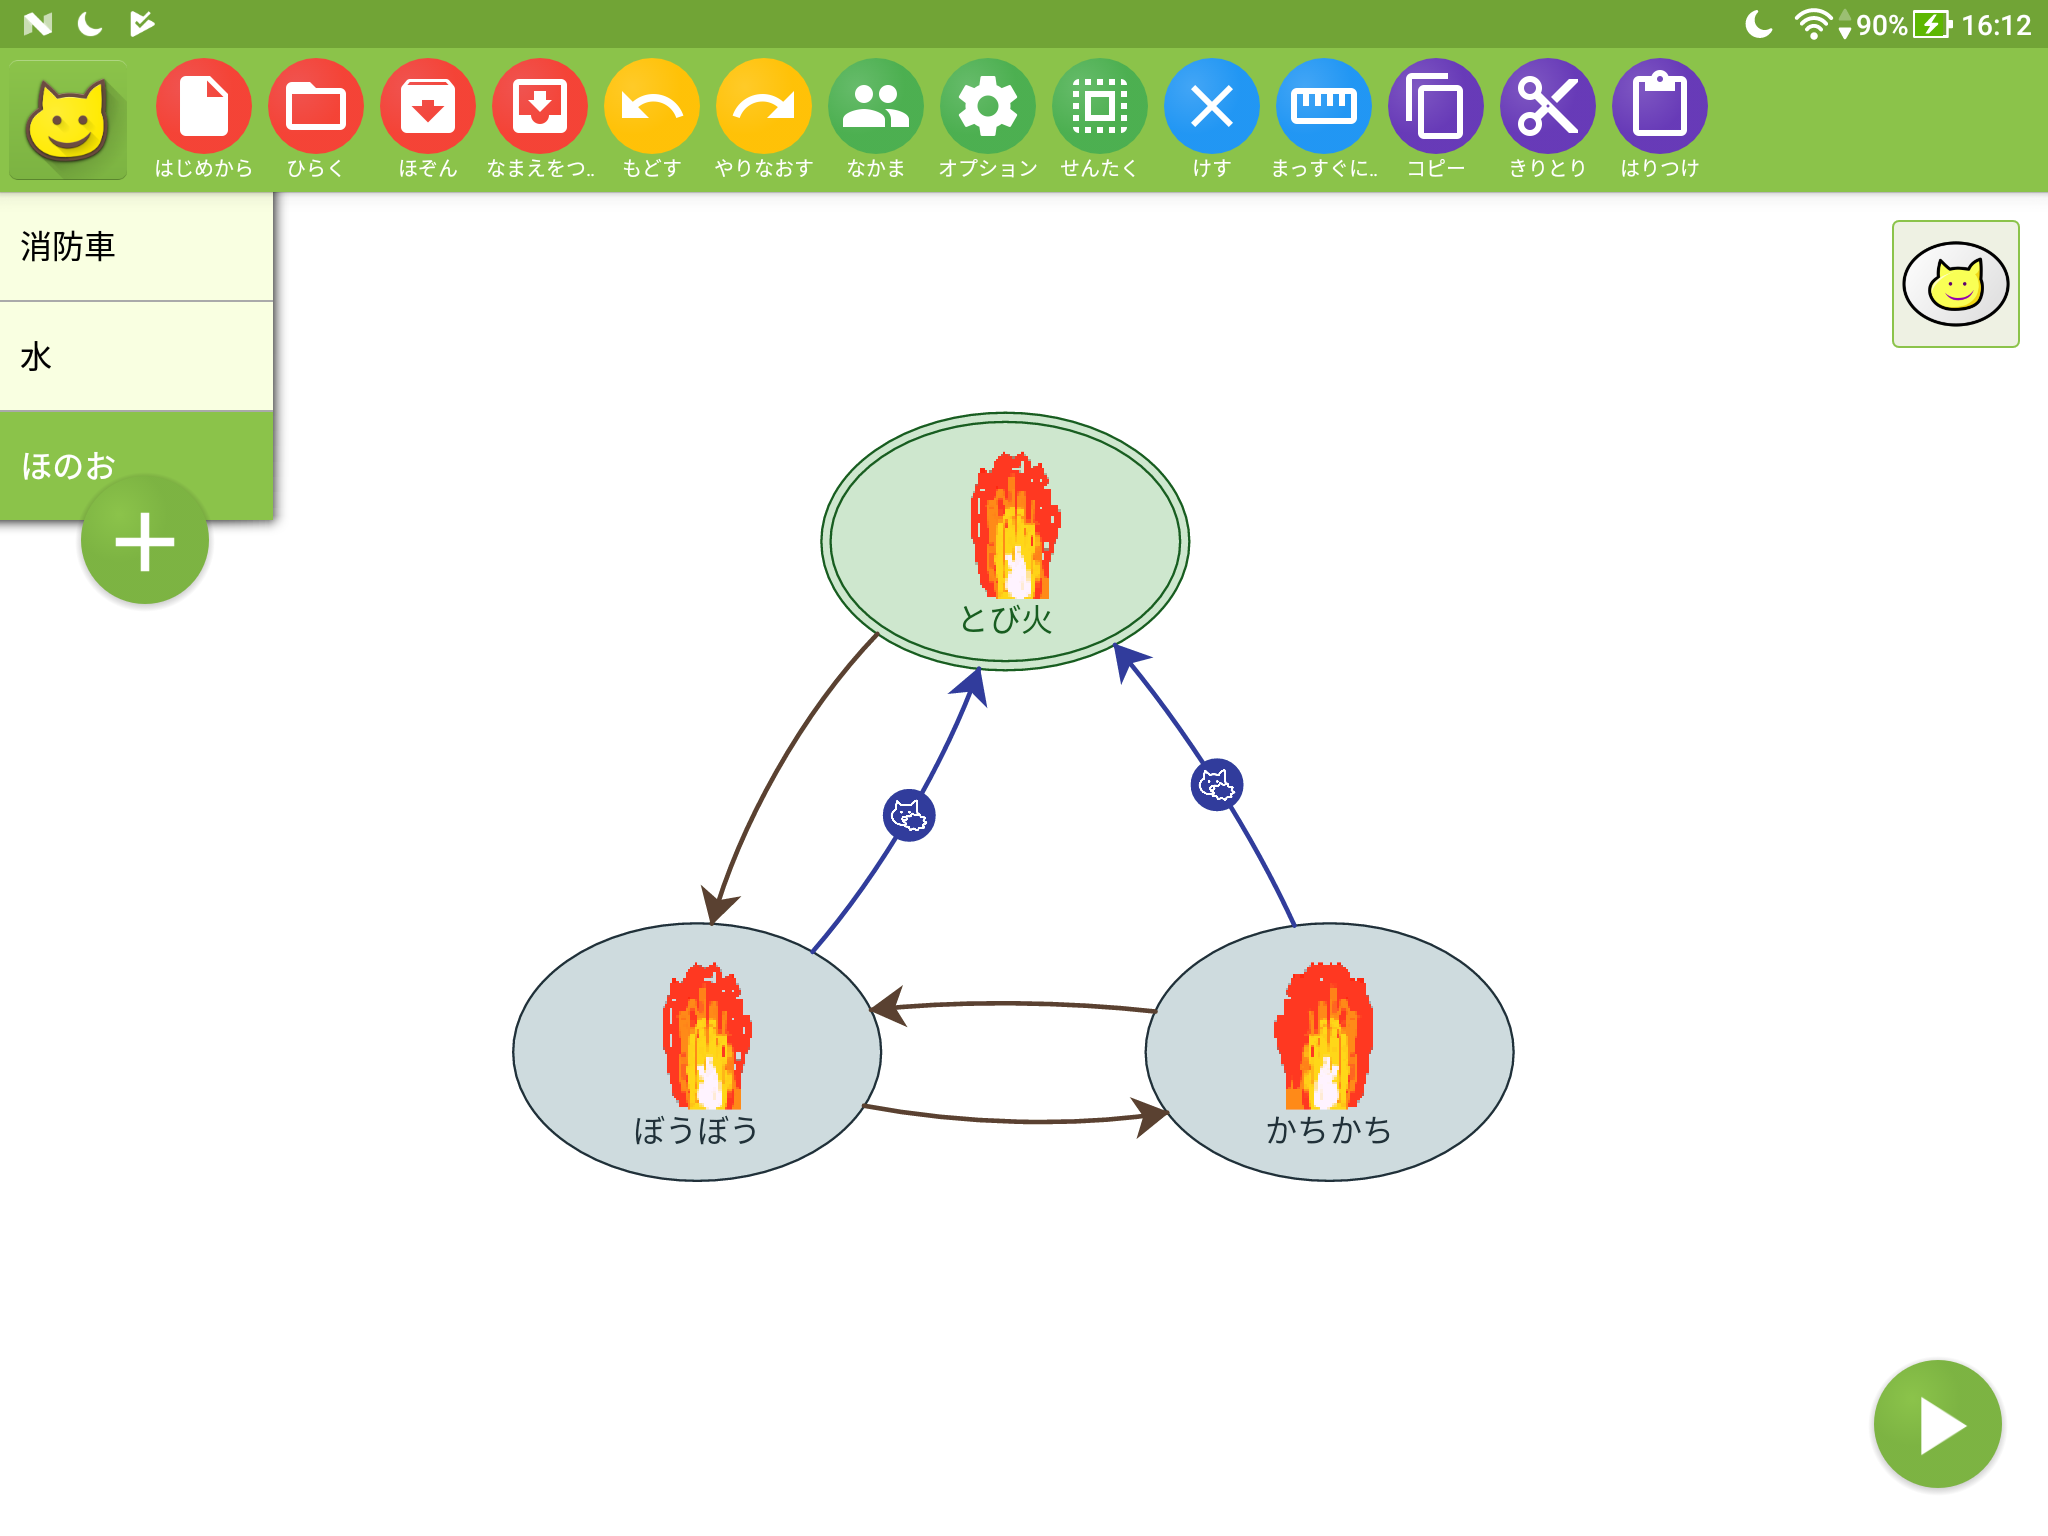 90% 16:12
はじめから ひらく ほぞん なまえをつ.. もどす やりなおす なかま オプション せんたく けす まっすぐに.. コピー きりとり はりつけ
消防車
水
ほのお
とび火
ぼうぼう
かちかち